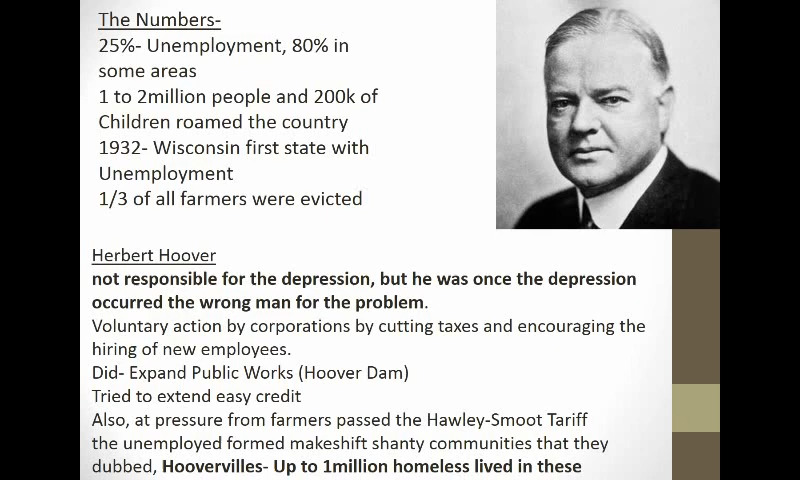 The Numbers-
25%- Unemployment, 80% in
some areas
1 to 2million people and 200k of
Children roamed the country
1932- Wisconsin first state with
Unemployment
1/3 of all farmers were evicted
Herbert Hoover
not responsible for the depression, but he was once the depression
occurred the wrong man for the problem.
Voluntary action by corporations by cutting taxes and encouraging the
hiring of new employees.
Did- Expand Public Works (Hoover Dam)
Tried to extend easy credit
Also, at pressure from farmers passed the Hawley-Smoot Tariff
the unemployed formed makeshift shanty communities that they
dubbed, Hoovervilles- Up to 1million homeless lived in these